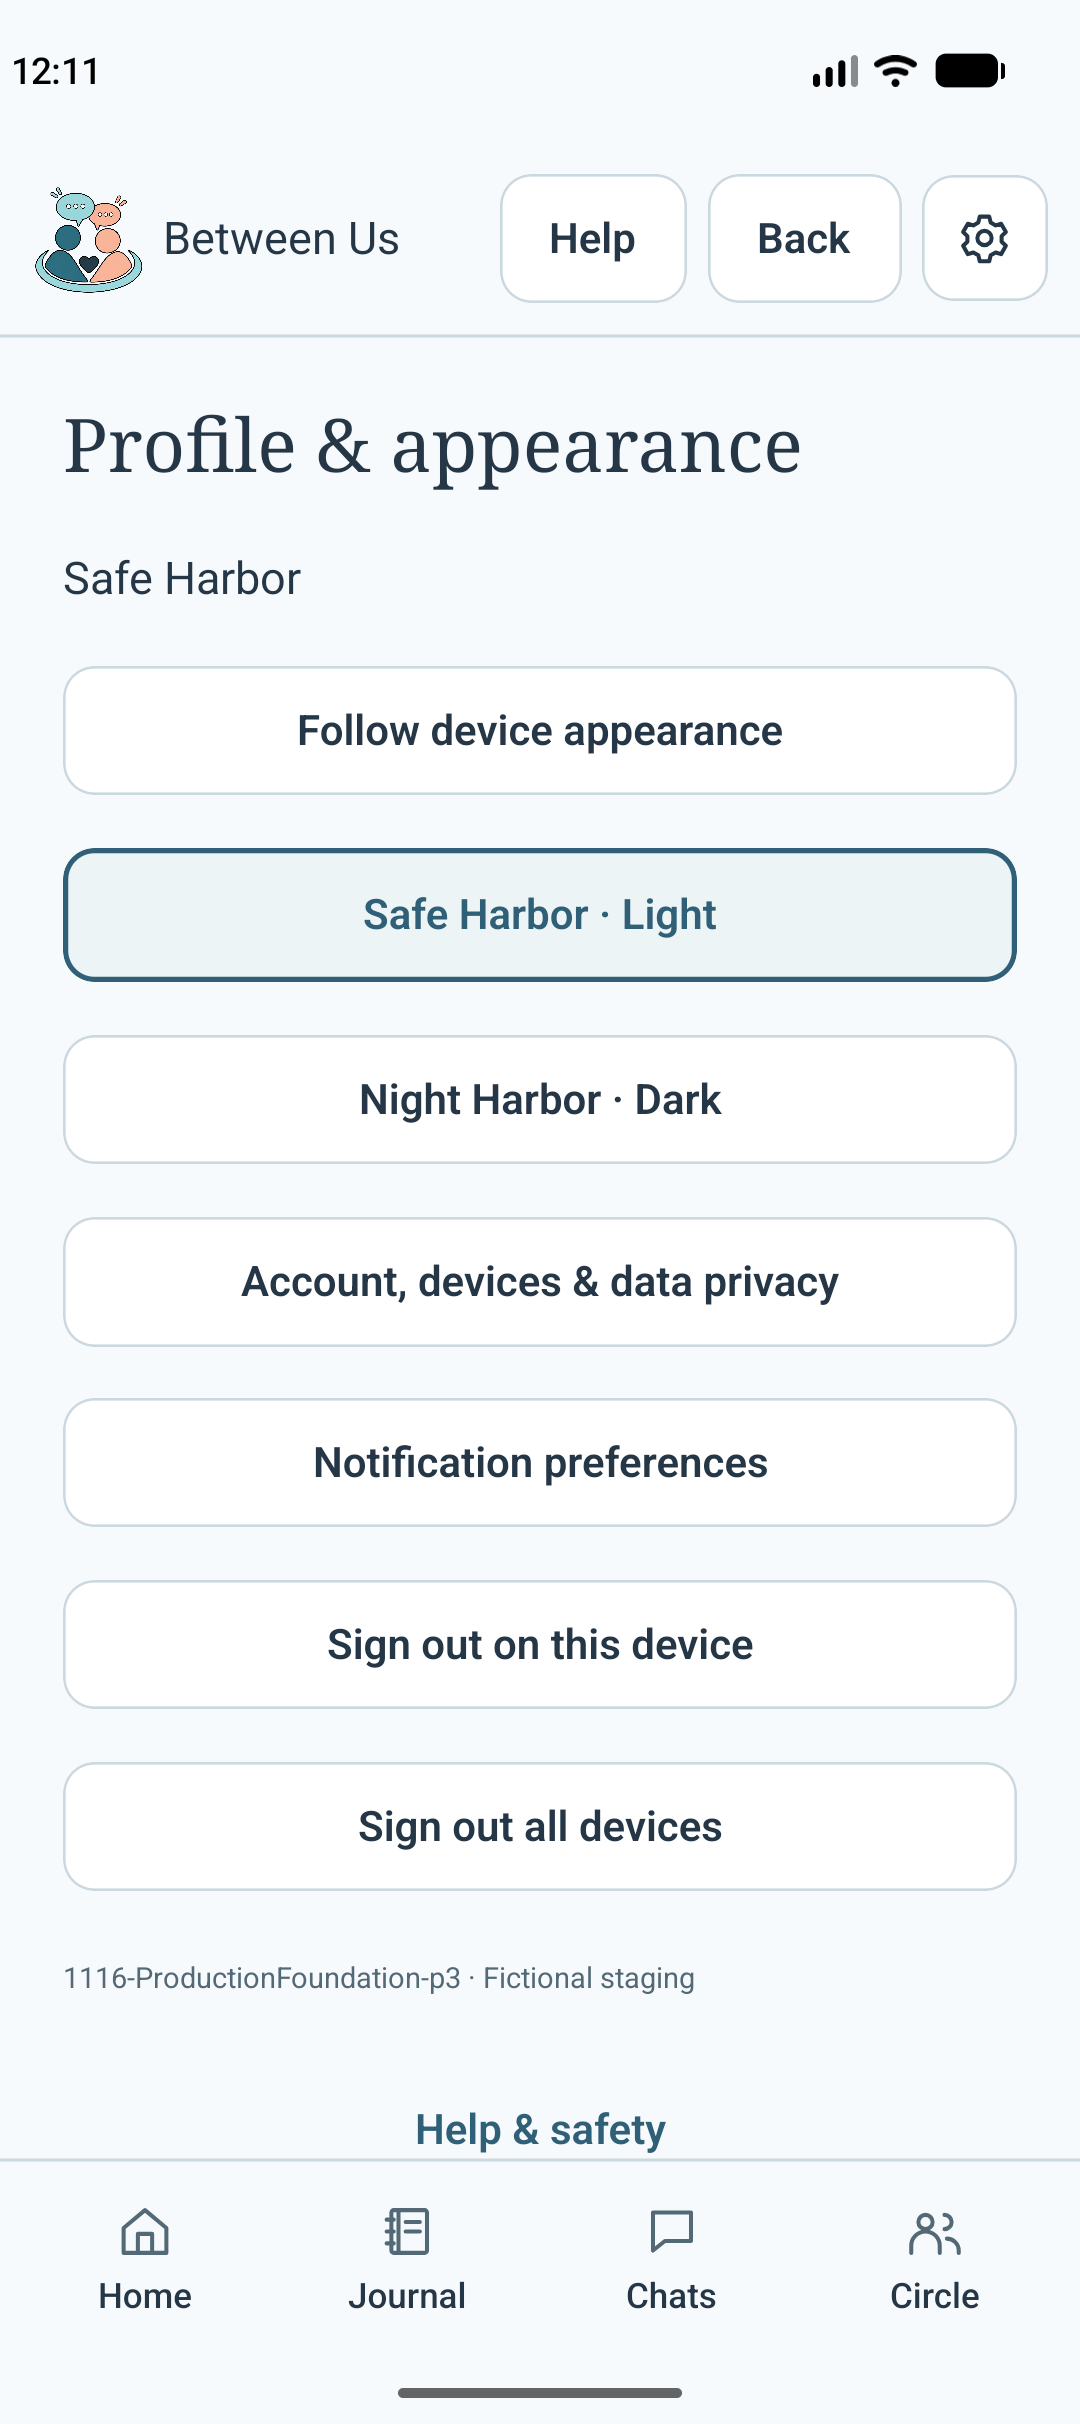 12:11
Between Us
Help
Back
Profile & appearance
Safe Harbor
Follow device appearance
Safe Harbor · Light
Night Harbor · Dark
Account, devices & data privacy
Notification preferences
Sign out on this device
Sign out all devices
1116-ProductionFoundation-p3 · Fictional staging
Help & safety
Home
Journal
Chats
Circle